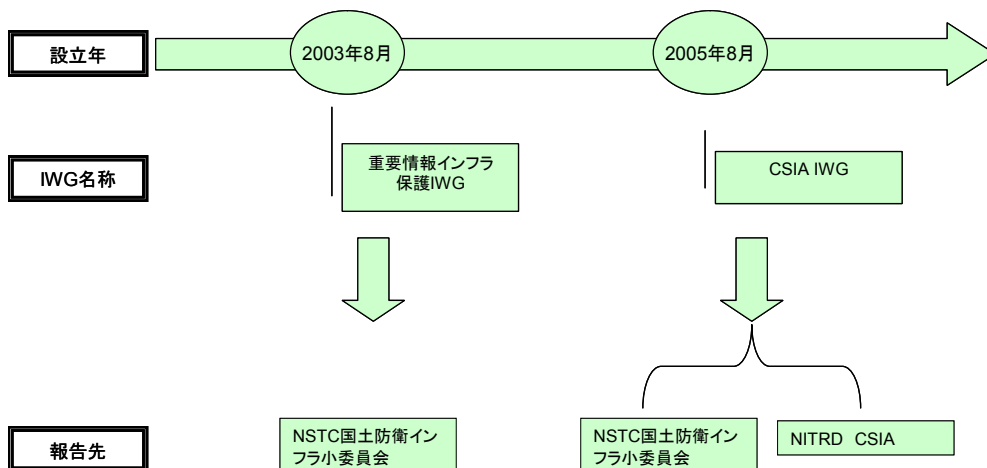 設立年
2003年8月
2005年8月
IWG名称
重要情報インフラ
保護IWG
CSIA IWG
報告先
NSTC国土防衛イン
フラ小委員会
NSTC国土防衛イン
フラ小委員会
NITRD CSIA